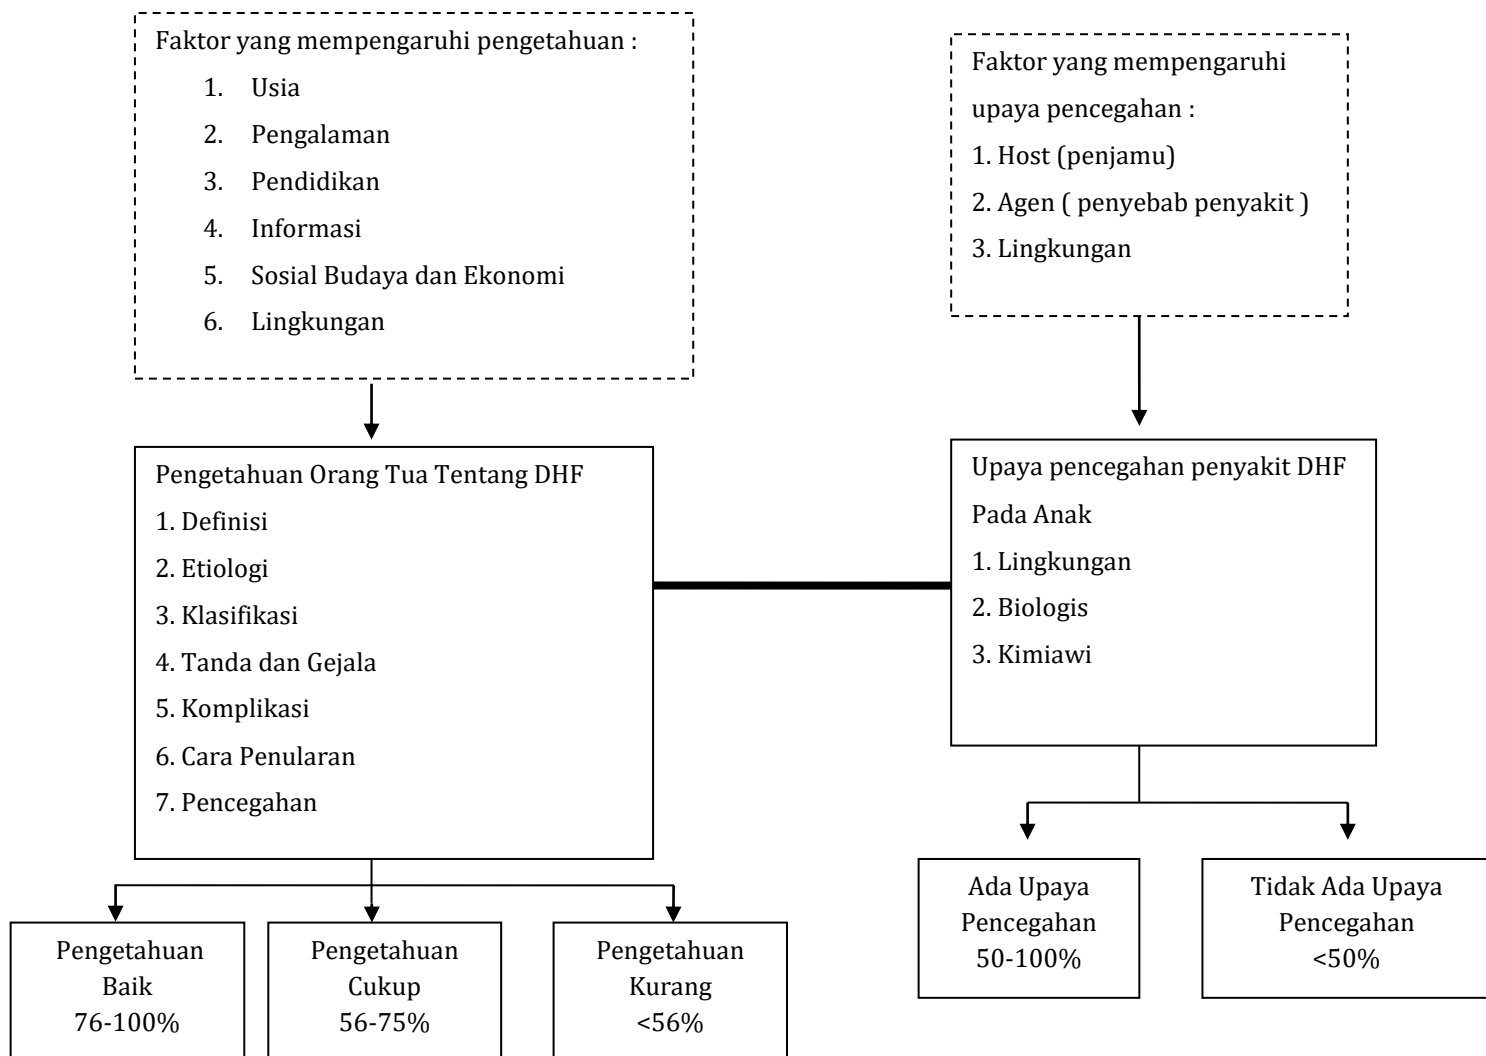 Faktor yang mempengaruhi pengetahuan :
1. Usia
2. Pengalaman
3. Pendidikan
4. Informasi
5. Sosial Budaya dan Ekonomi
6. Lingkungan
Faktor yang mempengaruhi
upaya pencegahan :
1. Host (penjamu)
2. Agen ( penyebab penyakit )
3. Lingkungan
Pengetahuan Orang Tua Tentang DHF
1. Definisi
2. Etiologi
3. Klasifikasi
4. Tanda dan Gejala
5. Komplikasi
6. Cara Penularan
7. Pencegahan
Upaya pencegahan penyakit DHF
Pada Anak
1. Lingkungan
2. Biologis
3. Kimiawi
Pengetahuan
Baik
76-100%
Pengetahuan
Cukup
56-75%
Pengetahuan
Kurang
<56%
Ada Upaya
Pencegahan
50-100%
Tidak Ada Upaya
Pencegahan
<50%